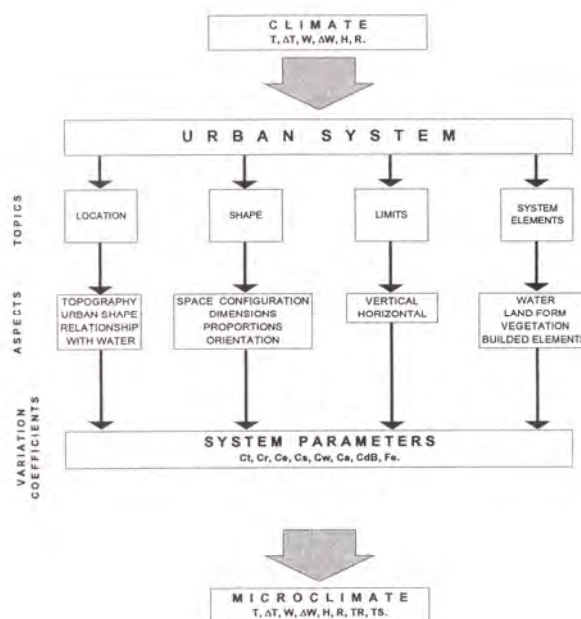 CLIMATE
T, ΔT, W, ΔW, H, R.
URBAN SYSTEM
TOPICS
LOCATION
SHAPE
LIMITS
SYSTEM
ELEMENTS
ASPECTS
TOPOGRAPHY
URBAN SHAPE
RELATIONSHIP
WITH WATER
SPACE CONFIGURATION
DIMENSIONS
PROPORTIONS
ORIENTATION
VERTICAL
HORIZONTAL
WATER
LAND FORM
VEGETATION
BUILDED ELEMENTS
VARIATION
COEFFICIENTS
SYSTEM PARAMETERS
Ct, Cr, Ce, Cs, Cw, Ca, CdB, Fe.
MICROCLIMATE
T, ΔT, W, ΔW, H, R, TR, TS.